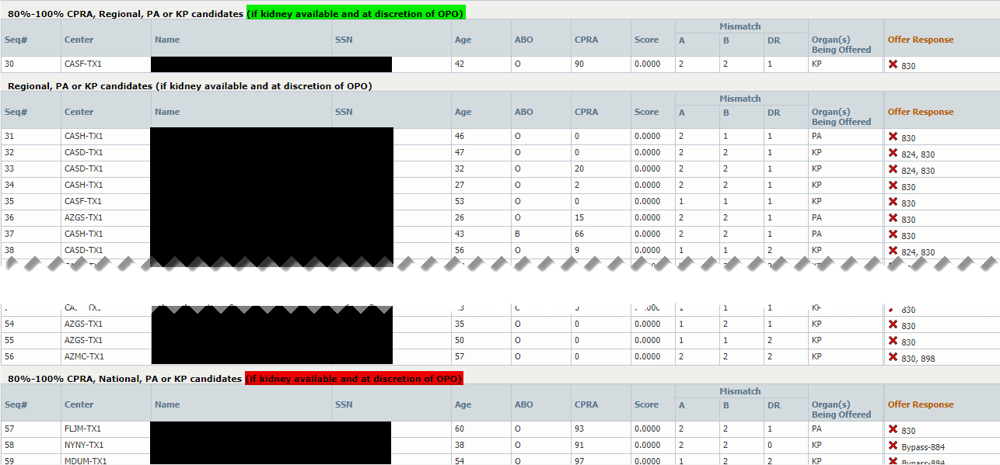 80%-100% CPRA, Regional, PA or KP candidates (if kidney available and at discretion of OPO)
Seq# Center Name SSN Age ABO CPRA Score Mismatch A B DR Organ(s) Being Offered Offer Response
30 CASF-TX1 42 O 90 0.0000 2 2 1 KP 830
Regional, PA or KP candidates (if kidney available and at discretion of OPO)
Seq# Center Name SSN Age ABO CPRA Score Mismatch A B DR Organ(s) Being Offered Offer Response
31 CASH-TX1 46 O 0 0.0000 2 1 1 PA 830
32 CASD-TX1 47 O 0 0.0000 2 2 1 KP 824, 830
33 CASD-TX1 32 O 20 0.0000 2 2 1 KP 824, 830
34 CASH-TX1 27 O 2 0.0000 2 2 1 KP 830
35 CASF-TX1 53 O 0 0.0000 1 1 1 KP 830
36 AZGS-TX1 26 O 15 0.0000 2 2 1 PA 830
37 CASH-TX1 43 B 66 0.0000 2 2 1 PA 830
38 CASD-TX1 56 O 9 0.0000 1 1 2 KP 824, 830
1 1 1 KP 830
54 AZGS-TX1 35 O 0 0.0000 1 2 1 KP 830
55 AZGS-TX1 50 O 0 0.0000 1 1 2 KP 830
56 AZMC-TX1 57 O 0 0.0000 2 2 2 KP 830, 898
80%-100% CPRA, National, PA or KP candidates (if kidney available and at discretion of OPO)
Seq# Center Name SSN Age ABO CPRA Score Mismatch A B DR Organ(s) Being Offered Offer Response
57 FLJM-TX1 60 O 93 0.0000 2 2 1 PA 830
58 NYNY-TX1 38 O 91 0.0000 2 2 0 KP Bypass-884
59 MDUM-TX1 54 O 97 0.0000 1 2 2 KP Bypass-884